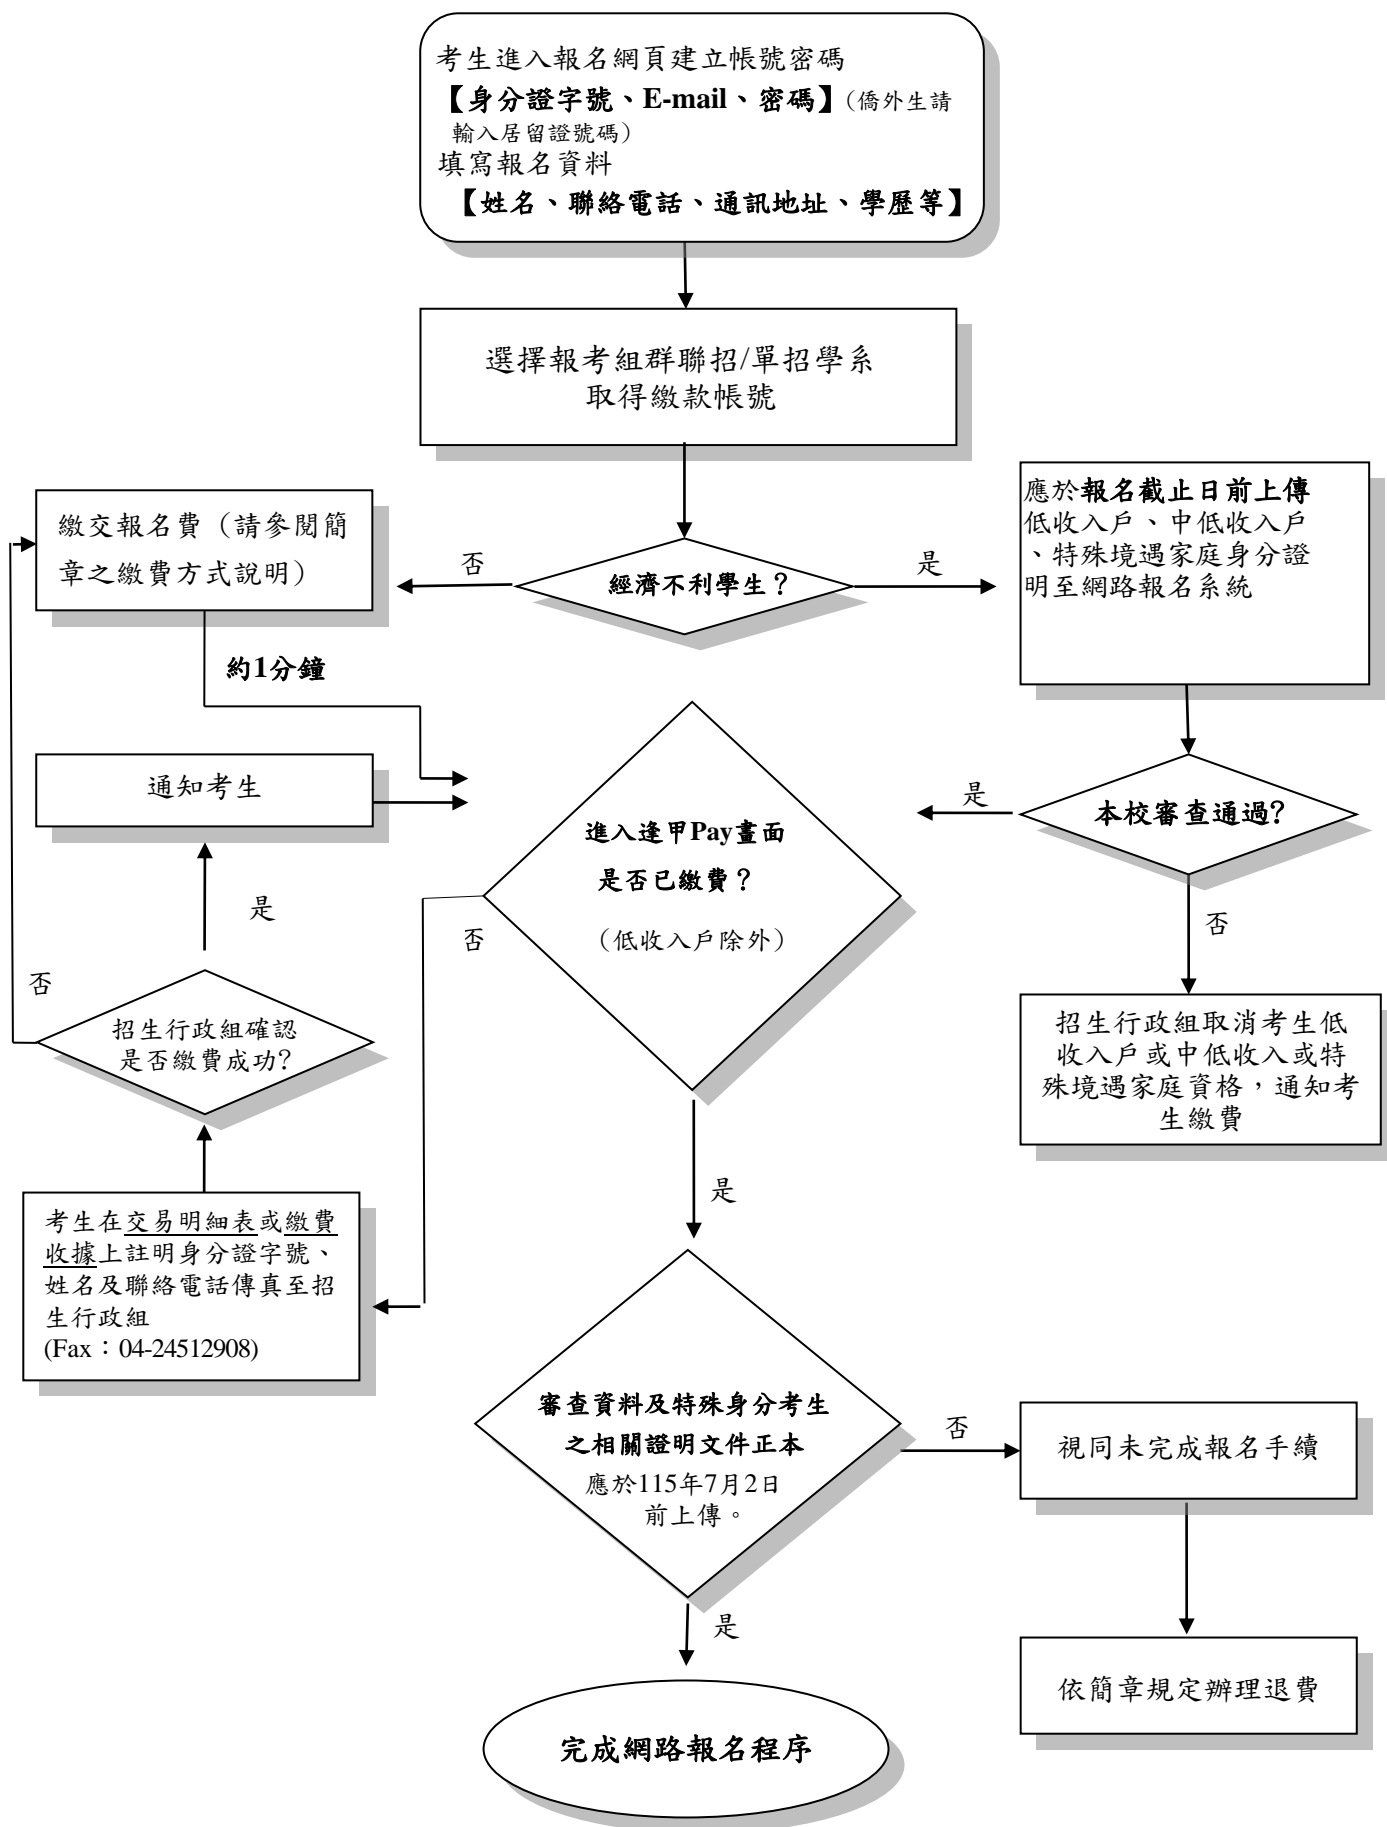 考生進入報名網頁建立帳號密碼
【身分證字號、E-mail、密碼】(僑外生請
輸入居留證號碼)
填寫報名資料
【姓名、聯絡電話、通訊地址、學歷等】
選擇報考組群聯招/單招學系
取得繳款帳號
經濟不利學生？
否
是
繳交報名費（請參閱簡
章之繳費方式說明）
約1分鐘
應於報名截止日前上傳
低收入戶、中低收入戶
、特殊境遇家庭身分證
明至網路報名系統
本校審查通過?
是
否
招生行政組取消考生低
收入戶或中低收入或特
殊境遇家庭資格，通知考
生繳費
進入逢甲Pay畫面
是否已繳費？
（低收入戶除外）
否
是
通知考生
是
否
招生行政組確認
是否繳費成功?
考生在交易明細表或繳費
收據上註明身分證字號、
姓名及聯絡電話傳真至招
生行政組
(Fax：04-24512908)
審查資料及特殊身分考生
之相關證明文件正本
應於115年7月2日
前上傳。
否
是
視同未完成報名手續
依簡章規定辦理退費
完成網路報名程序